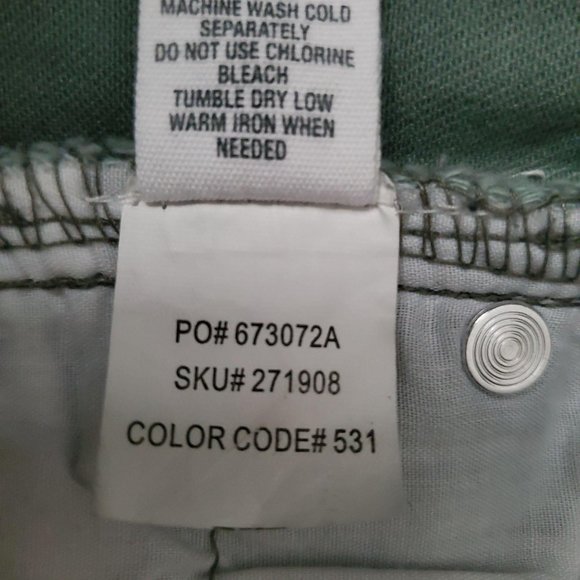 MACHINE WASH COLD
SEPARATELY
DO NOT USE CHLORINE
BLEACH
TUMBLE DRY LOW
WARM IRON WHEN
NEEDED
PO# 673072A
SKU# 271908
COLOR CODE# 531